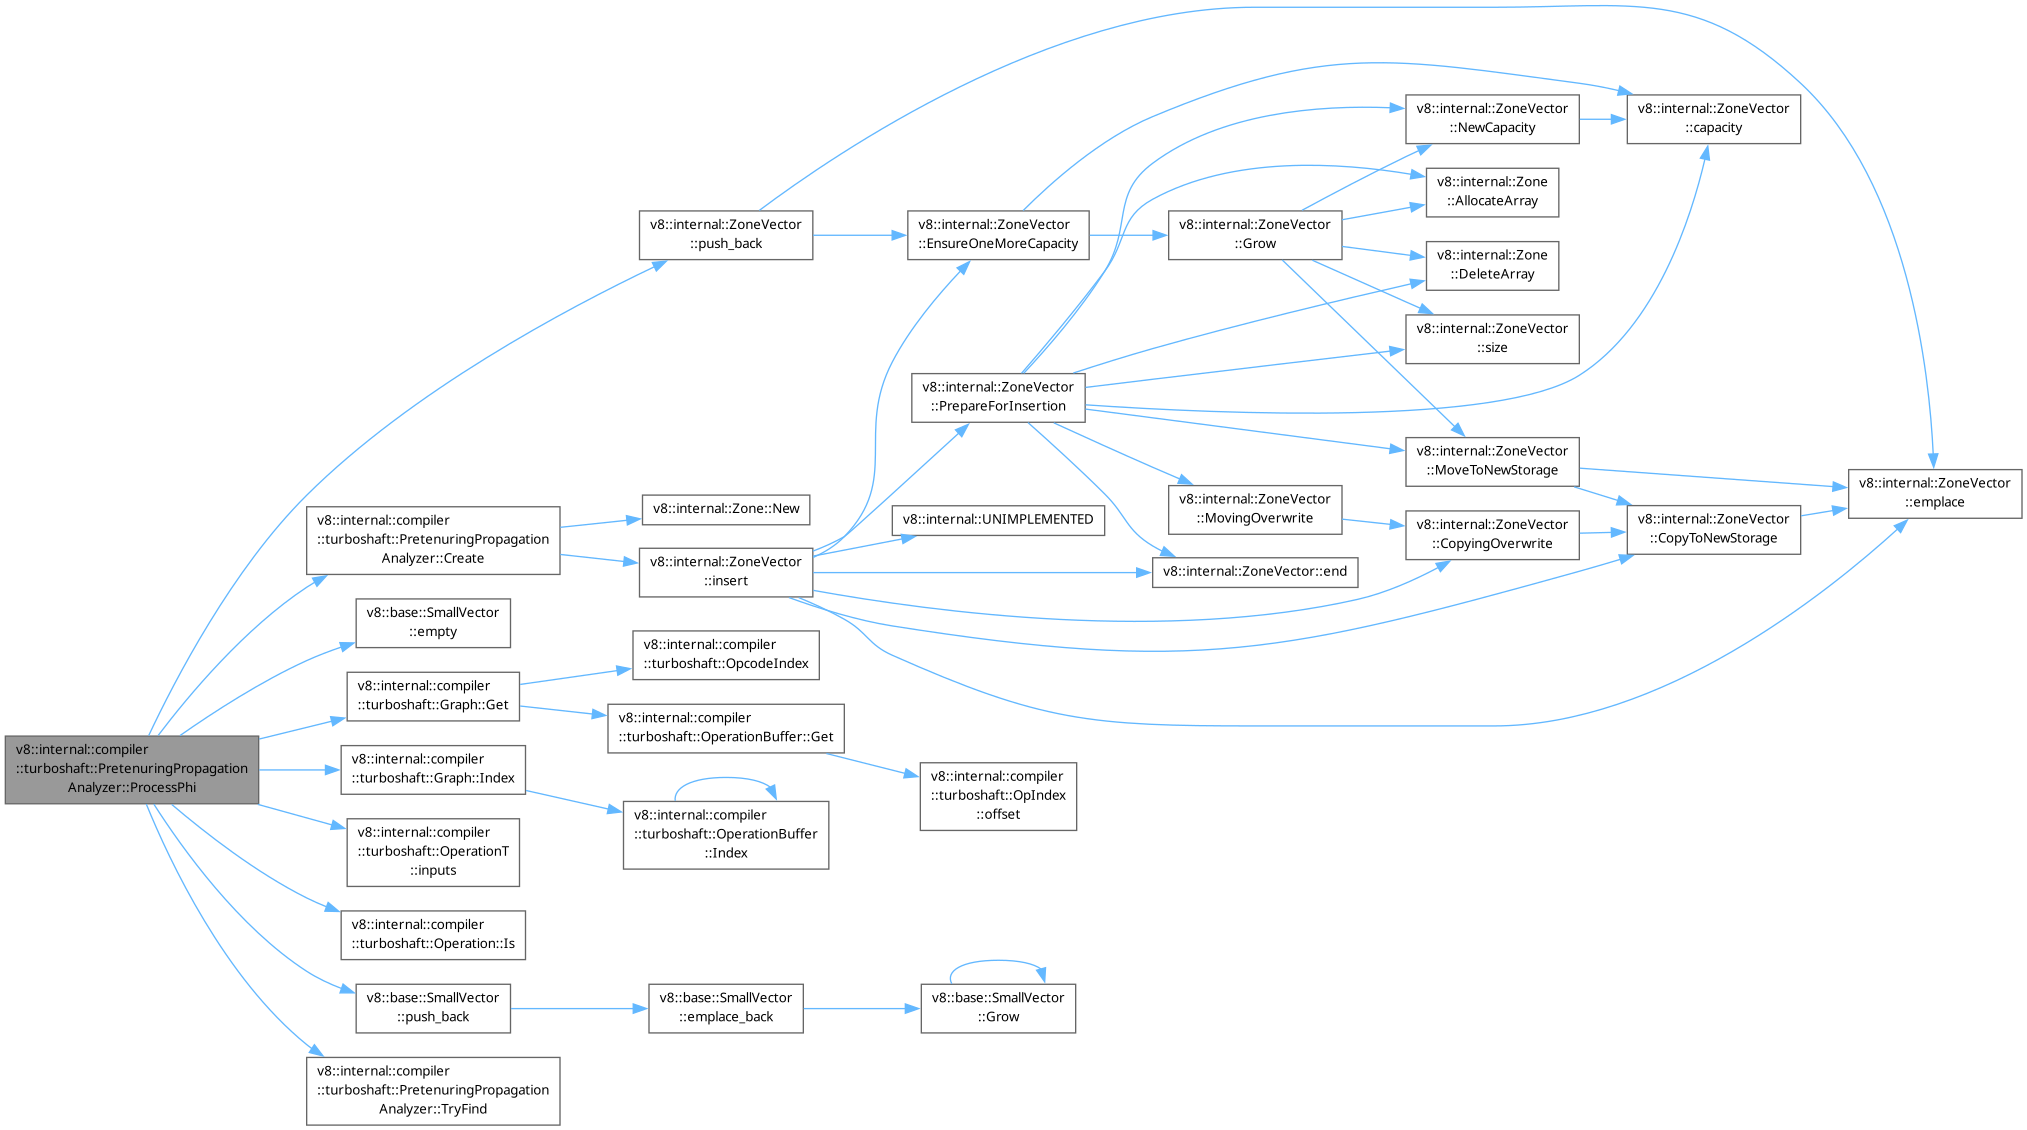 v8::internal::compiler
::turboshaft::PretenuringPropagation
Analyzer::ProcessPhi
v8::internal::ZoneVector
::push_back
v8::internal::compiler
::turboshaft::PretenuringPropagation
Analyzer::Create
v8::base::SmallVector
::empty
v8::internal::compiler
::turboshaft::Graph::Get
v8::internal::compiler
::turboshaft::Graph::Index
v8::internal::compiler
::turboshaft::OperationT
::inputs
v8::internal::compiler
::turboshaft::Operation::Is
v8::base::SmallVector
::push_back
v8::internal::compiler
::turboshaft::PretenuringPropagation
Analyzer::TryFind
v8::internal::Zone::New
v8::internal::ZoneVector
::insert
v8::internal::compiler
::turboshaft::OpcodeIndex
v8::internal::compiler
::turboshaft::OperationBuffer::Get
v8::internal::compiler
::turboshaft::OperationBuffer
::Index
v8::base::SmallVector
::emplace_back
v8::internal::ZoneVector
::EnsureOneMoreCapacity
v8::internal::ZoneVector
::PrepareForInsertion
v8::internal::UNIMPLEMENTED
v8::internal::compiler
::turboshaft::OpIndex
::offset
v8::base::SmallVector
::Grow
v8::internal::ZoneVector
::Grow
v8::internal::ZoneVector
::MovingOverwrite
v8::internal::ZoneVector::end
v8::internal::ZoneVector
::NewCapacity
v8::internal::Zone
::AllocateArray
v8::internal::Zone
::DeleteArray
v8::internal::ZoneVector
::size
v8::internal::ZoneVector
::MoveToNewStorage
v8::internal::ZoneVector
::CopyingOverwrite
v8::internal::ZoneVector
::capacity
v8::internal::ZoneVector
::CopyToNewStorage
v8::internal::ZoneVector
::emplace